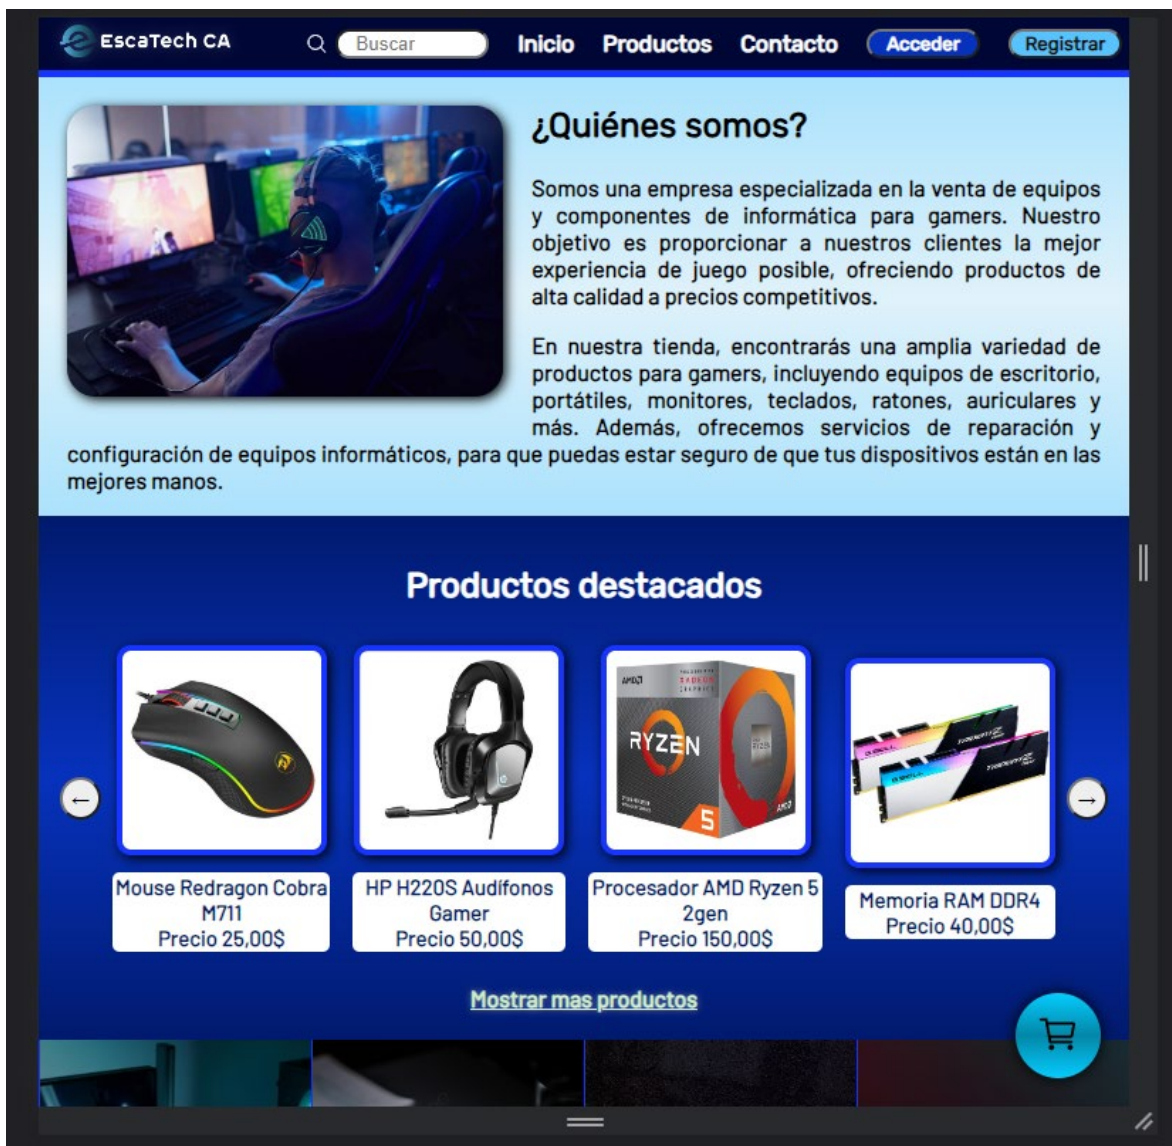 EscaTech CA
Buscar
Inicio
Productos
Contacto
Acceder
Registrar
¿Quiénes somos?
Somos una empresa especializada en la venta de equipos
y componentes de informática para gamers. Nuestro
objetivo es proporcionar a nuestros clientes la mejor
experiencia de juego posible, ofreciendo productos de
alta calidad a precios competitivos.
En nuestra tienda, encontrarás una amplia variedad de
productos para gamers, incluyendo equipos de escritorio,
portátiles, monitores, teclados, ratones, auriculares y
más. Además, ofrecemos servicios de reparación y
configuración de equipos informáticos, para que puedas estar seguro de que tus dispositivos están en las
mejores manos.
Productos destacados
AMD
RADEON
RYZEN
5
AMD
←
→
Mouse Redragon Cobra
M711
Precio 25,00$
HP H220S Audífonos
Gamer
Precio 50,00$
Procesador AMD Ryzen 5
2gen
Precio 150,00$
Memoria RAM DDR4
Precio 40,00$
Mostrar mas productos